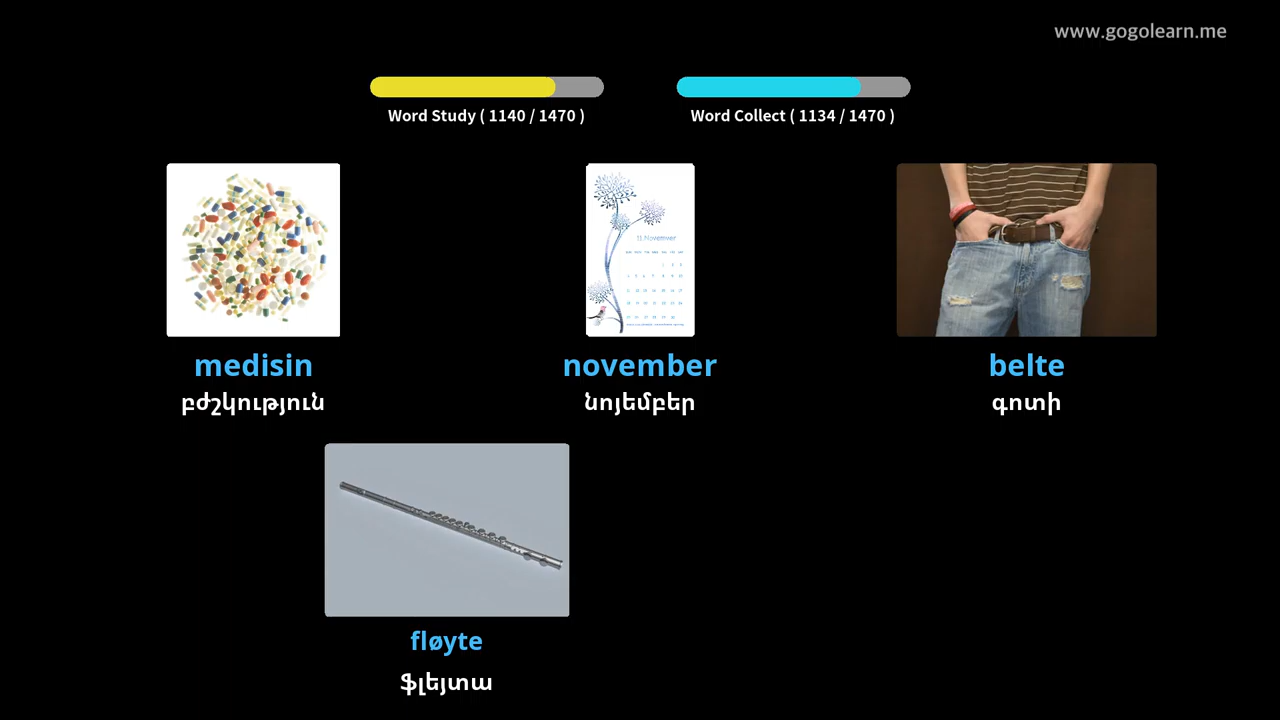 www.gogolearn.me
Word Study ( 1140 / 1470 )
Word Collect ( 1134 / 1470 )
medisin
november
belte
բժշկություն
նոյեմբեր
գոտի
fløyte
ֆլեյտա